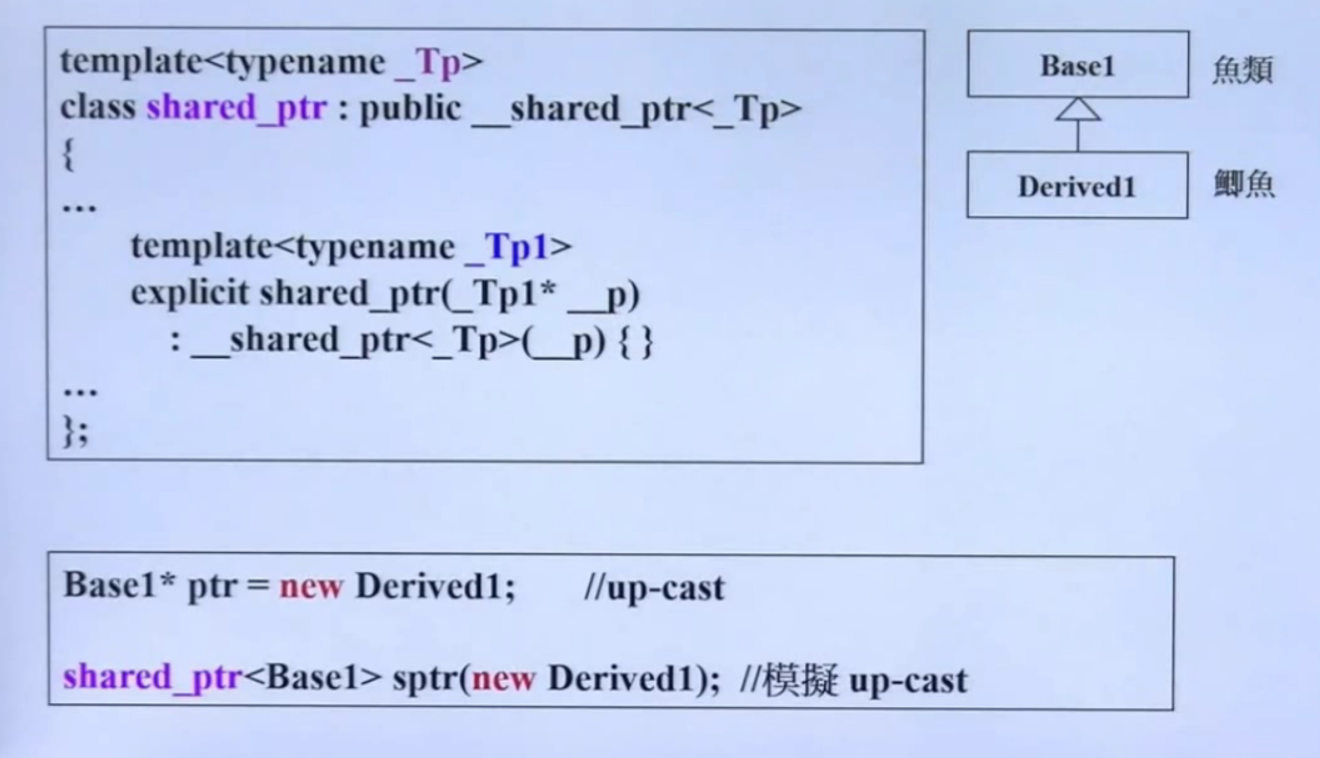 template<typename _Tp>
class shared_ptr : public __shared_ptr<_Tp>
{
...
template<typename _Tp1>
explicit shared_ptr(_Tp1* __p)
: __shared_ptr<_Tp>(__p) { }
...
};
Base1
魚類
Derived1
鯽魚
Base1* ptr = new Derived1; //up-cast
shared_ptr<Base1> sptr(new Derived1); //模擬 up-cast